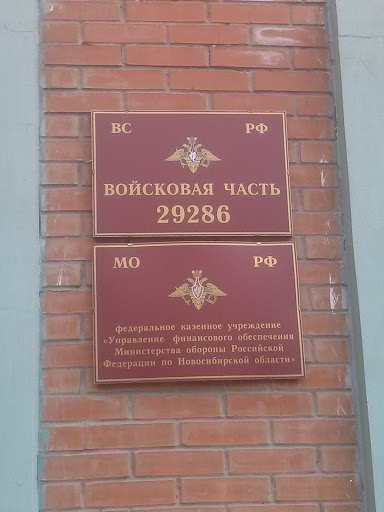 ВС РФ
ВОЙСКОВАЯ ЧАСТЬ
29286
МО РФ
федеральное казенное учреждение
«Управление финансового обеспечения
Министерства обороны Российской
Федерации по Новосибирской области»